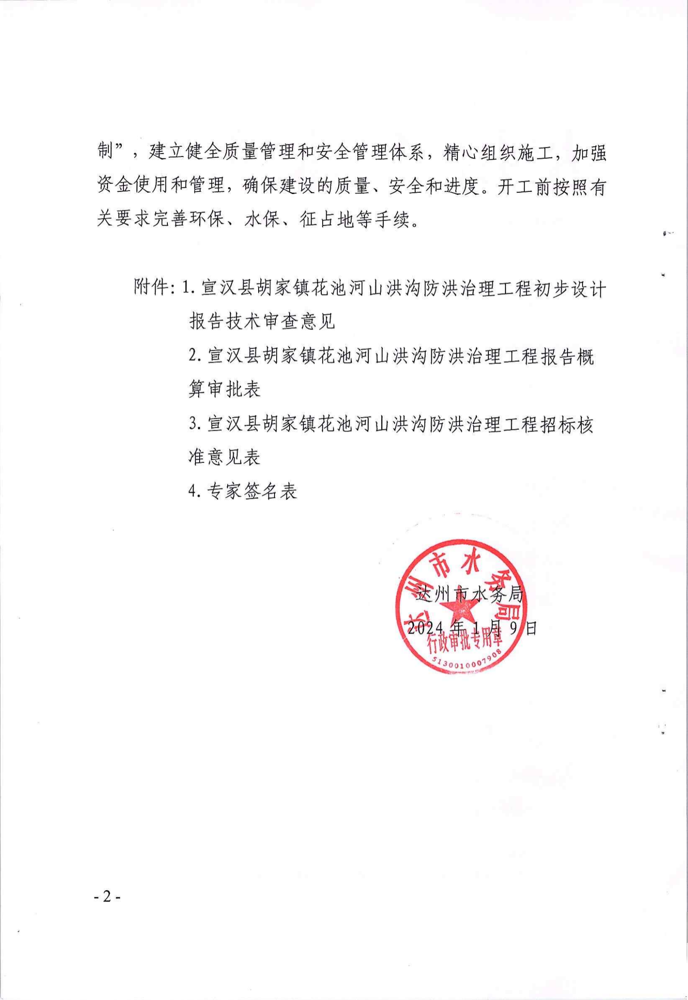 制”，建立健全质量管理和安全管理体系，精心组织施工，加强
资金使用和管理，确保建设的质量、安全和进度。开工前按照有
关要求完善环保、水保、征占地等手续。
附件：1. 宣汉县胡家镇花池河山洪沟防洪治理工程初步设计
报告技术审查意见
2. 宣汉县胡家镇花池河山洪沟防洪治理工程报告概
算审批表
3. 宣汉县胡家镇花池河山洪沟防洪治理工程招标核
准意见表
4. 专家签名表
达州市水务局
达州市水务局
2024 年 1 月 9 日
行政审批专用章
5130010007908
- 2 -